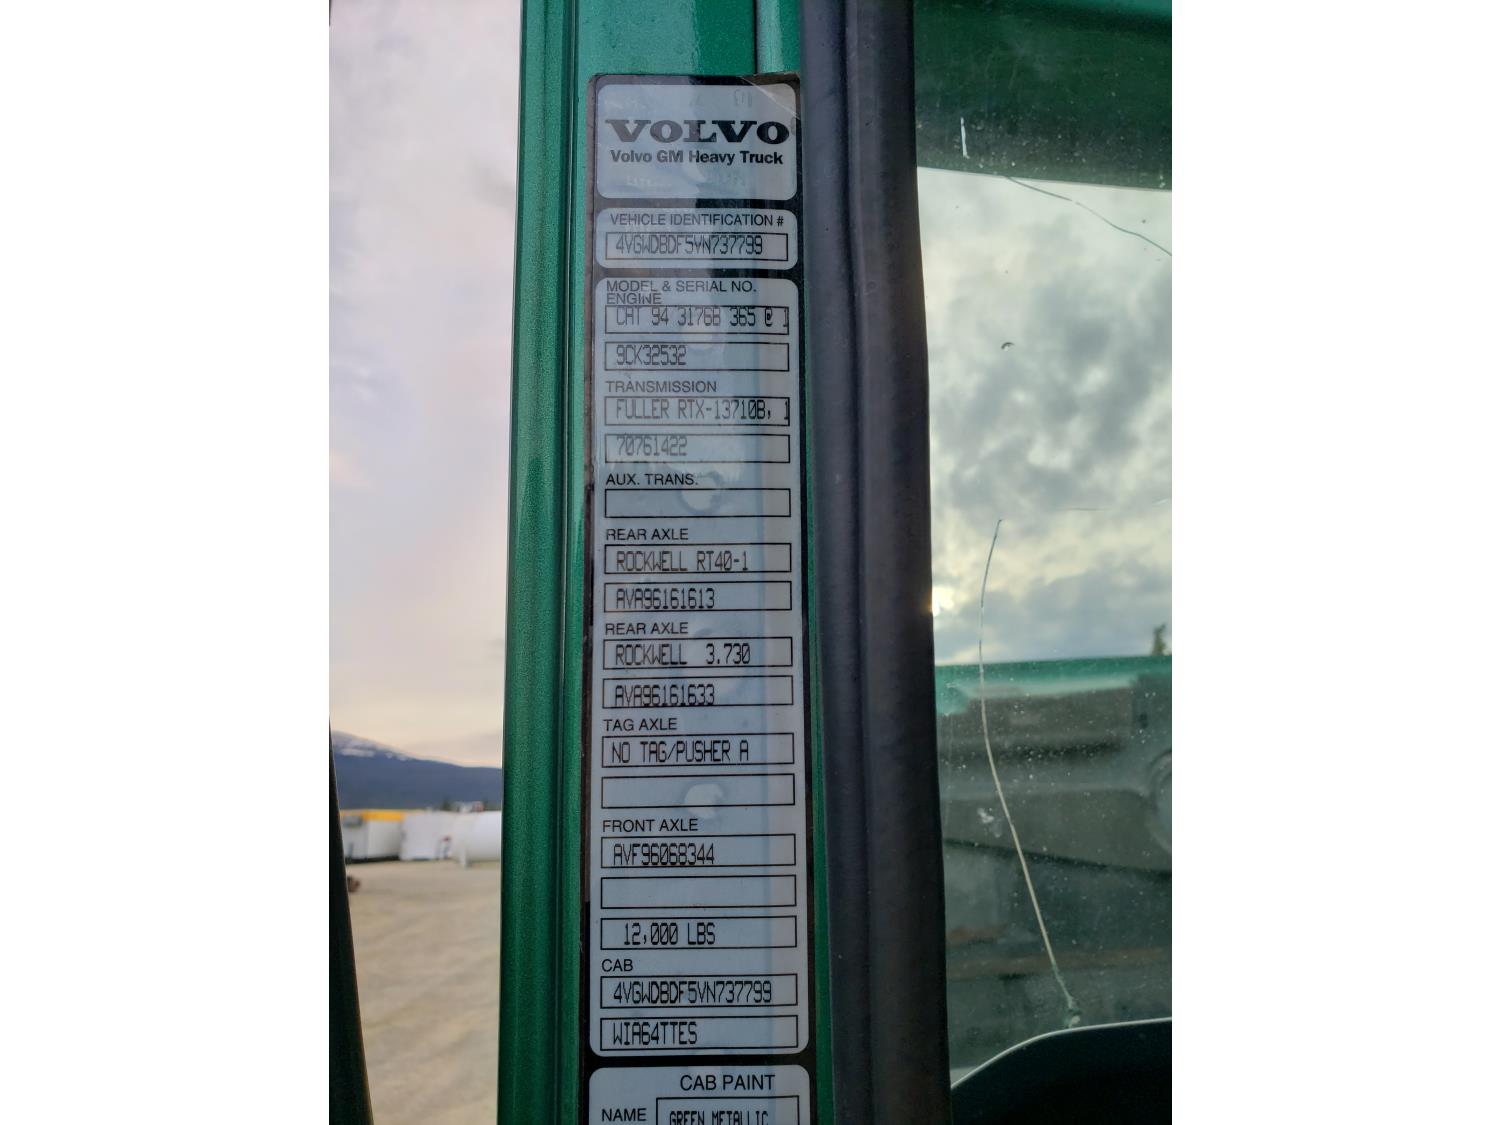 VOLVO
Volvo GM Heavy Truck
VEHICLE IDENTIFICATION #
4VGWDBDF5VN737799
MODEL & SERIAL NO.
ENGINE
CAT 94 3176B 365 @ 1
9CK32532
TRANSMISSION
FULLER RTX-13710B, 1
70761422
AUX. TRANS.
REAR AXLE
ROCKWELL RT40-1
AVA96161613
REAR AXLE
ROCKWELL 3.730
AVA96161633
TAG AXLE
NO TAG/PUSHER A
FRONT AXLE
AVF96068344
12,000 LBS
CAB
4VGWDBDF5VN737799
WIA64TTES
CAB PAINT
NAME GREEN METALLIC